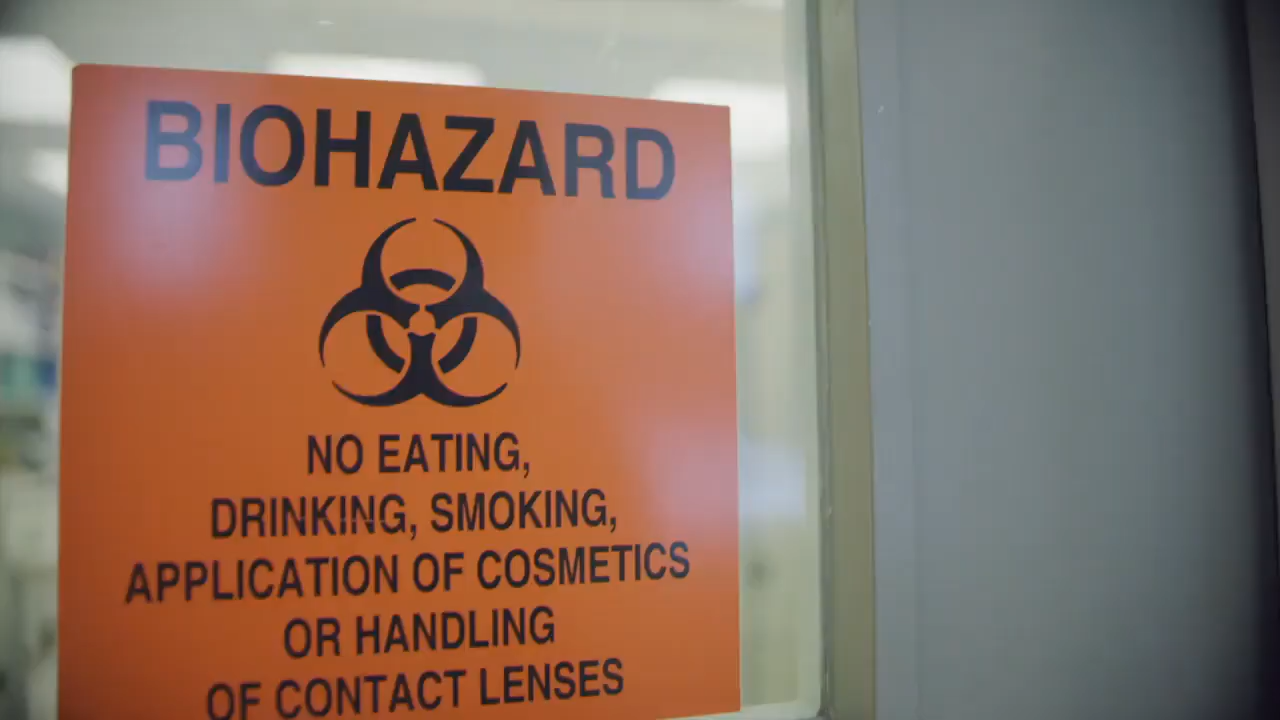 BIOHAZARD
NO EATING,
DRINKING, SMOKING,
APPLICATION OF COSMETICS
OR HANDLING
OF CONTACT LENSES